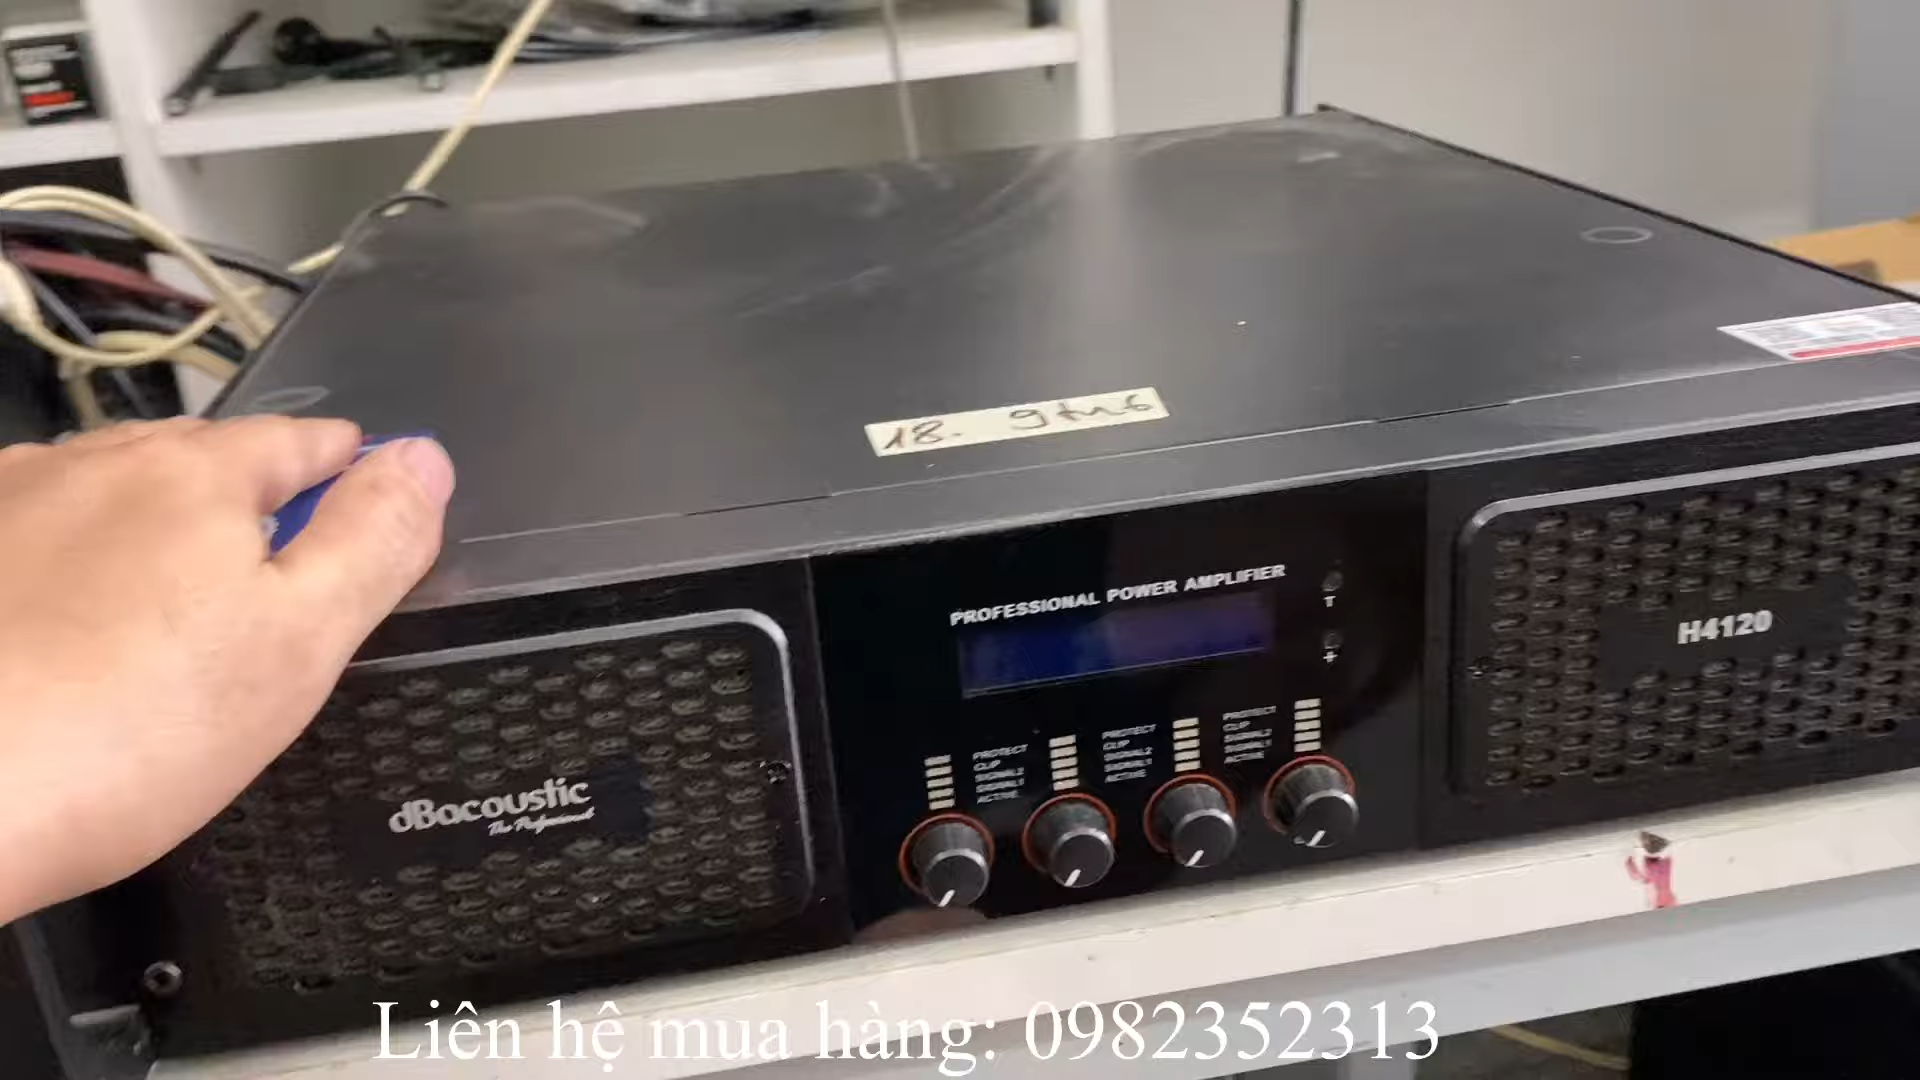 18. 9tr6
PROFESSIONAL POWER AMPLIFIER
T
+
H4120
PROTECT
CLIP
SIGNAL2
SIGNAL1
ACTIVE
PROTECT
CLIP
SIGNAL2
SIGNAL1
ACTIVE
PROTECT
CLIP
SIGNAL2
SIGNAL1
ACTIVE
dBacoustic
The Professional
Liên hệ mua hàng: 0982352313